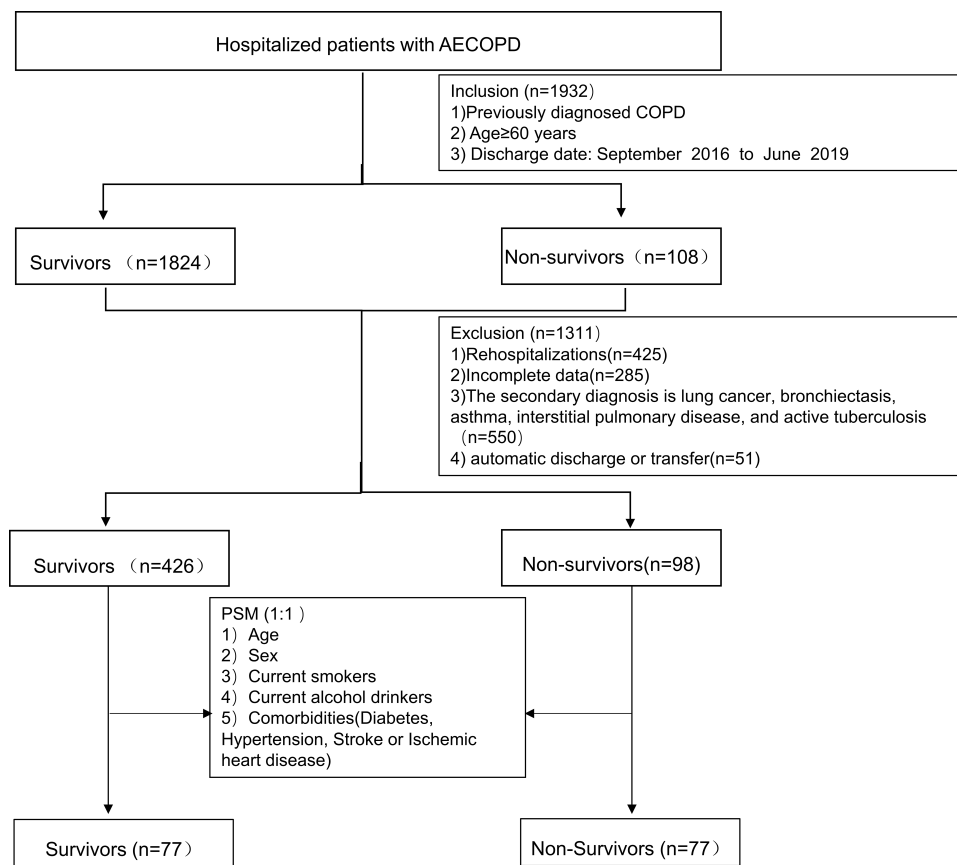 Hospitalized patients with AECOPD
Inclusion (n=1932)
1)Previously diagnosed COPD
2) Age≥60 years
3) Discharge date: September 2016 to June 2019
Survivors （n=1824）
Non-survivors（n=108）
Exclusion (n=1311)
1)Rehospitalizations(n=425)
2)Incomplete data(n=285)
3)The secondary diagnosis is lung cancer, bronchiectasis,
asthma, interstitial pulmonary disease, and active tuberculosis
（n=550）
4) automatic discharge or transfer(n=51)
Survivors （n=426）
Non-survivors(n=98)
PSM (1:1 )
1）Age
2）Sex
3）Current smokers
4）Current alcohol drinkers
5）Comorbidities(Diabetes,
Hypertension, Stroke or Ischemic
heart disease)
Survivors (n=77）
Non-Survivors (n=77）